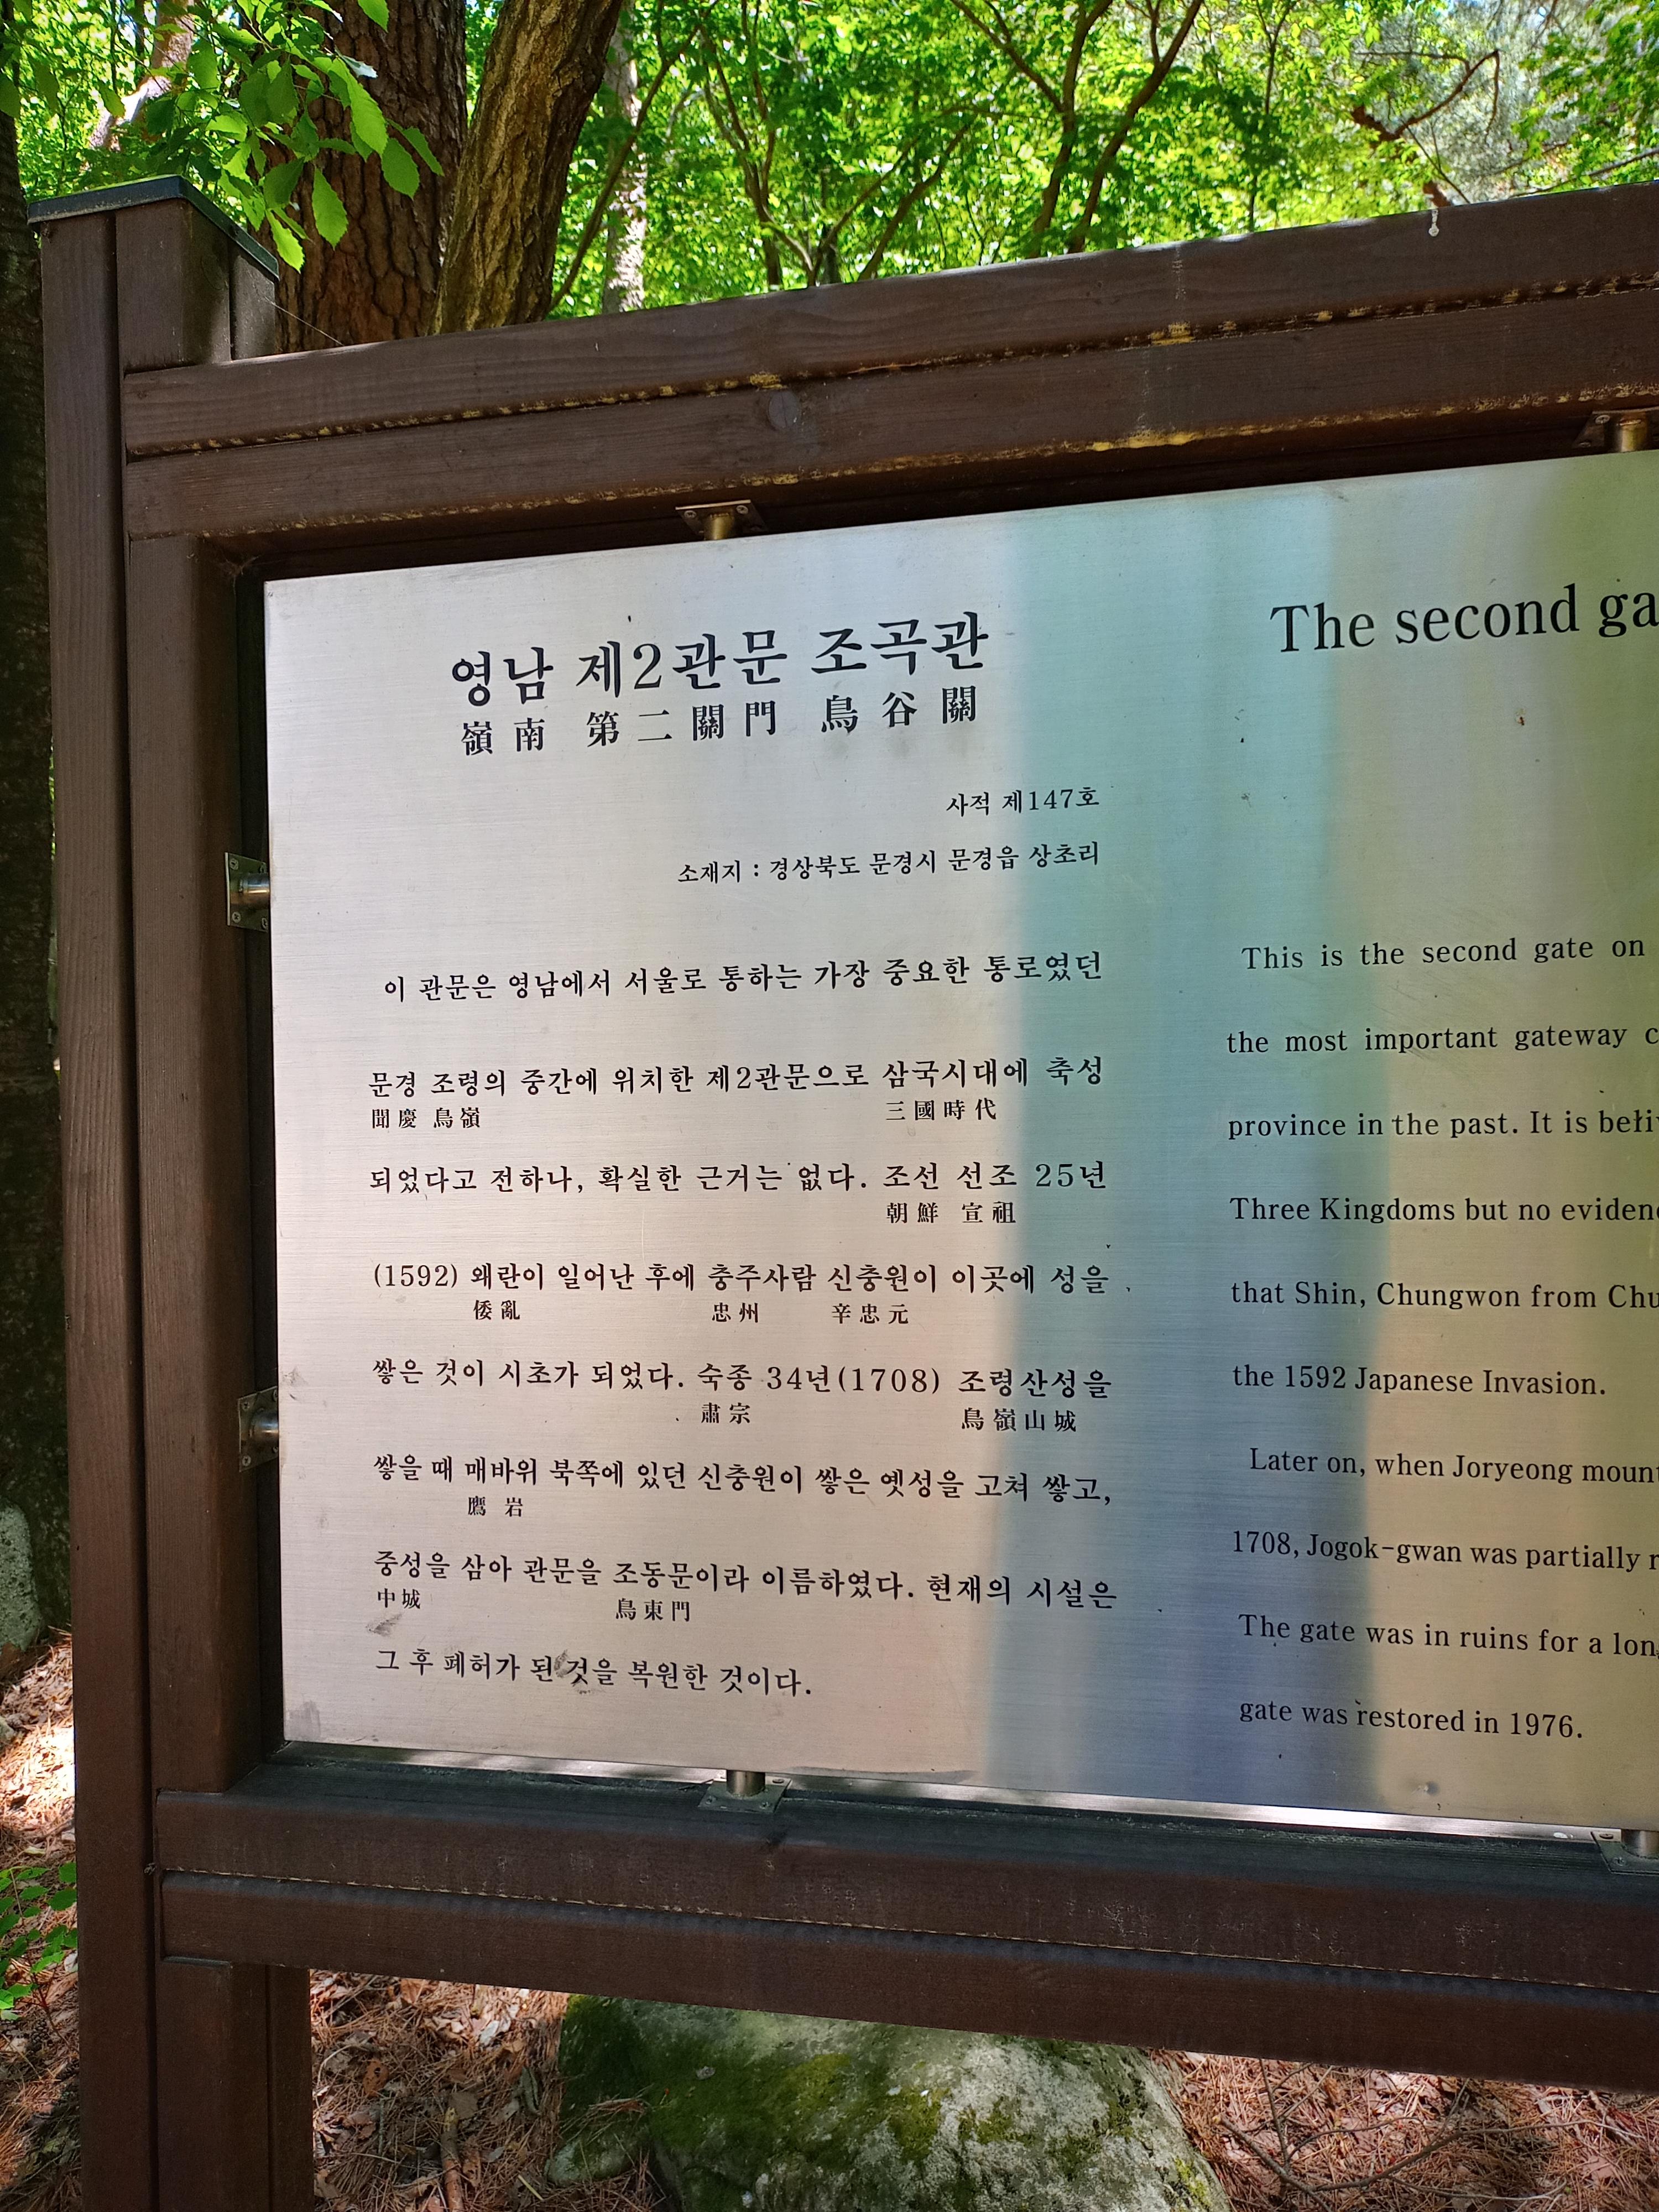 영남 제2관문 조곡관
嶺南 第二關門 鳥谷關
사적 제147호
소재지 : 경상북도 문경시 문경읍 상초리
이 관문은 영남에서 서울로 통하는 가장 중요한 통로였던
문경 조령의 중간에 위치한 제2관문으로 삼국시대에 축성
聞慶 鳥嶺 三國時代
되었다고 전하나, 확실한 근거는 없다. 조선 선조 25년
朝鮮 宣祖
(1592) 왜란이 일어난 후에 충주사람 신충원이 이곳에 성을
倭亂 忠州 辛忠元
쌓은 것이 시초가 되었다. 숙종 34년(1708) 조령산성을
肅宗 鳥嶺山城
쌓을 때 매바위 북쪽에 있던 신충원이 쌓은 옛성을 고쳐 쌓고,
鷹岩
중성을 삼아 관문을 조동문이라 이름하였다. 현재의 시설은
中城 鳥東門
그 후 폐허가 된 것을 복원한 것이다.
The second ga
This is the second gate on
the most important gateway c
province in the past. It is beli
Three Kingdoms but no eviden
that Shin, Chungwon from Chu
the 1592 Japanese Invasion.
Later on, when Joryeong mount
1708, Jogok-gwan was partially r
The gate was in ruins for a lon
gate was restored in 1976.